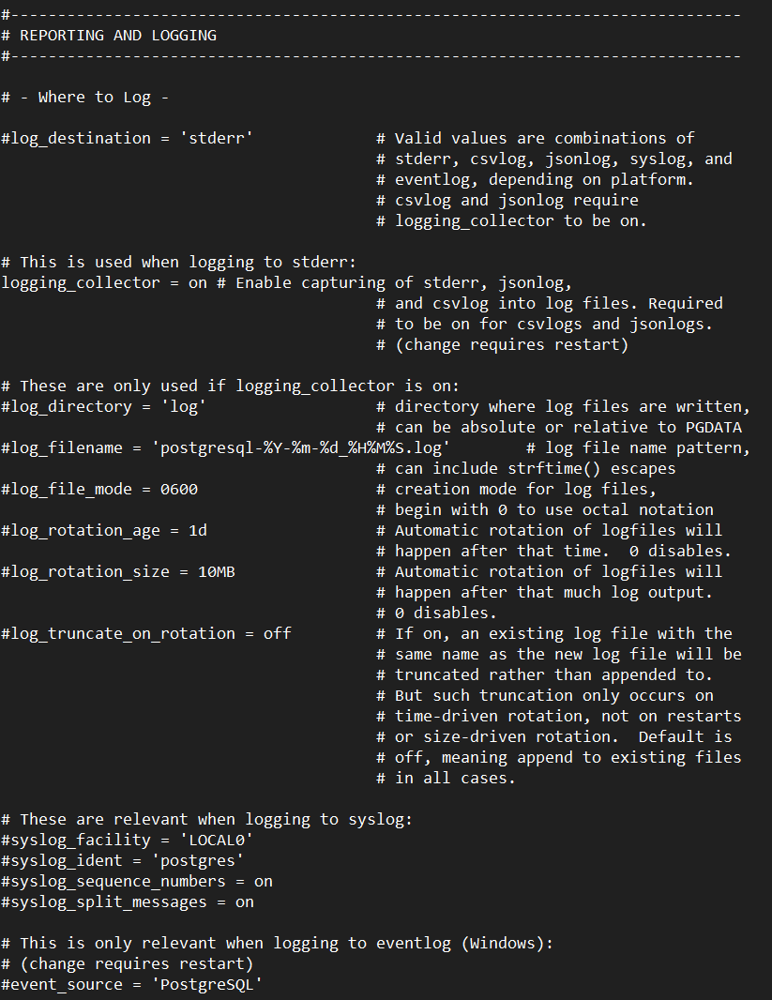 #------------------------------------------------------------------------------
# REPORTING AND LOGGING
#------------------------------------------------------------------------------

# - Where to Log -

#log_destination = 'stderr'             # Valid values are combinations of
                                        # stderr, csvlog, jsonlog, syslog, and
                                        # eventlog, depending on platform.
                                        # csvlog and jsonlog require
                                        # logging_collector to be on.

# This is used when logging to stderr:
logging_collector = on # Enable capturing of stderr, jsonlog,
                                        # and csvlog into log files. Required
                                        # to be on for csvlogs and jsonlogs.
                                        # (change requires restart)

# These are only used if logging_collector is on:
#log_directory = 'log'                  # directory where log files are written,
                                        # can be absolute or relative to PGDATA
#log_filename = 'postgresql-%Y-%m-%d_%H%M%S.log'        # log file name pattern,
                                        # can include strftime() escapes
#log_file_mode = 0600                   # creation mode for log files,
                                        # begin with 0 to use octal notation
#log_rotation_age = 1d                  # Automatic rotation of logfiles will
                                        # happen after that time.  0 disables.
#log_rotation_size = 10MB               # Automatic rotation of logfiles will
                                        # happen after that much log output.
                                        # 0 disables.
#log_truncate_on_rotation = off         # If on, an existing log file with the
                                        # same name as the new log file will be
                                        # truncated rather than appended to.
                                        # But such truncation only occurs on
                                        # time-driven rotation, not on restarts
                                        # or size-driven rotation.  Default is
                                        # off, meaning append to existing files
                                        # in all cases.

# These are relevant when logging to syslog:
#syslog_facility = 'LOCAL0'
#syslog_ident = 'postgres'
#syslog_sequence_numbers = on
#syslog_split_messages = on

# This is only relevant when logging to eventlog (Windows):
# (change requires restart)
#event_source = 'PostgreSQL'